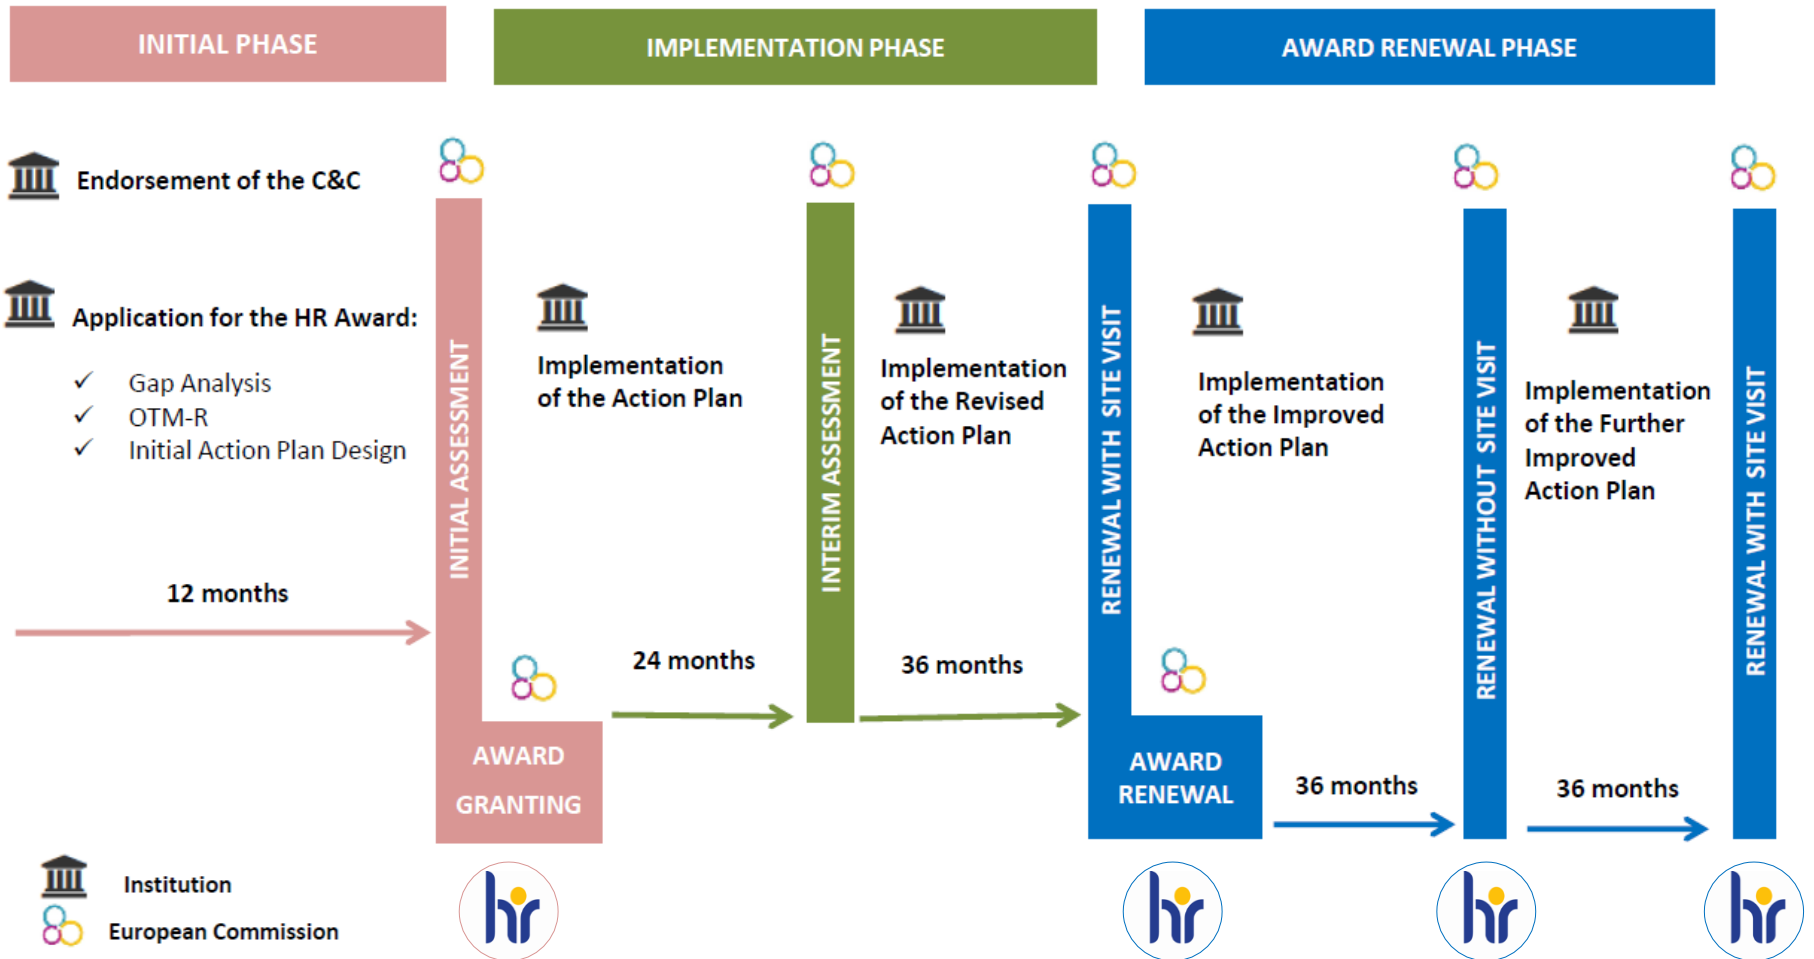 INITIAL PHASE
IMPLEMENTATION PHASE
AWARD RENEWAL PHASE
Endorsement of the C&C
Application for the HR Award:
✓ Gap Analysis
✓ OTM-R
✓ Initial Action Plan Design
12 months
INITIAL ASSESSMENT
AWARD
GRANTING
Implementation
of the Action Plan
24 months
INTERIM ASSESSMENT
Implementation
of the Revised
Action Plan
36 months
RENEWAL WITH SITE VISIT
AWARD
RENEWAL
Implementation
of the Improved
Action Plan
36 months
RENEWAL WITHOUT SITE VISIT
Implementation
of the Further
Improved
Action Plan
36 months
RENEWAL WITH SITE VISIT
Institution
European Commission
hr
hr
hr
hr